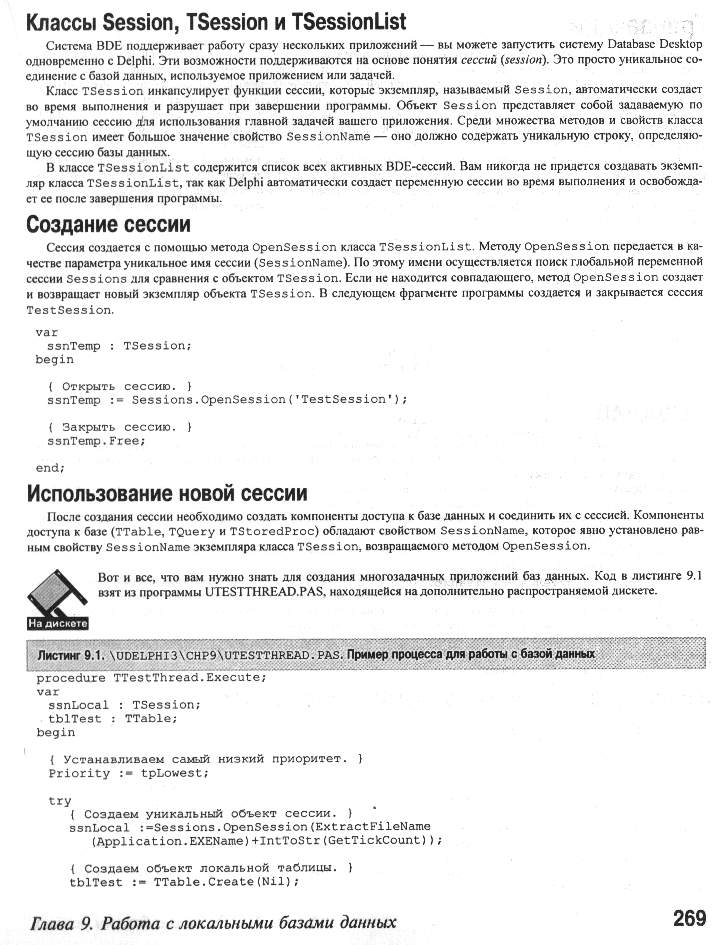 Классы Session, TSession и TSessionList
Система BDE поддерживает работу сразу нескольких приложений — вы можете запустить систему Database Desktop
одновременно с Delphi. Эти возможности поддерживаются на основе понятия сессий (session). Это просто уникальное со-
единение с базой данных, используемое приложением или задачей.
Класс TSession инкапсулирует функции сессии, которые экземпляр, называемый Session, автоматически создает
во время выполнения и разрушает при завершении программы. Объект Session представляет собой задаваемую по
умолчанию сессию для использования главной задачей вашего приложения. Среди множества методов и свойств класса
TSession имеет большое значение свойство SessionName — оно должно содержать уникальную строку, определяю-
щую сессию базы данных.
В классе TSessionList содержится список всех активных BDE-сессий. Вам никогда не придется создавать экземп-
ляр класса TSessionList, так как Delphi автоматически создает переменную сессии во время выполнения и освобожда-
ет ее после завершения программы.
Создание сессии
Сессия создается с помощью метода OpenSession класса TSessionList. Методу OpenSession передается в ка-
честве параметра уникальное имя сессии (SessionName). По этому имени осуществляется поиск глобальной переменной
сессии Sessions для сравнения с объектом TSession. Если не находится совпадающего, метод OpenSession создает
и возвращает новый экземпляр объекта TSession. В следующем фрагменте программы создается и закрывается сессия
TestSession.
var
ssnTemp : TSession;
begin
{ Открыть сессию. }
ssnTemp := Sessions.OpenSession('TestSession');
{ Закрыть сессию. }
ssnTemp.Free;
end;
Использование новой сессии
После создания сессии необходимо создать компоненты доступа к базе данных и соединить их с сессией. Компоненты
доступа к базе (TTable, TQuery и TStoredProc) обладают свойством SessionName, которое явно установлено рав-
ным свойству SessionName экземпляра класса TSession, возвращаемого методом OpenSession.
Вот и все, что вам нужно знать для создания многозадачных приложений баз данных. Код в листинге 9.1
взят из программы UTESTTHREAD.PAS, находящейся на дополнительно распространяемой дискете.
На дискете
Листинг 9.1. \UDELPHI3\CHP9\UTESTTHREAD.PAS. Пример процесса для работы с базой данных
procedure TTestThread.Execute;
var
ssnLocal : TSession;
tblTest : TTable;
begin
{ Устанавливаем самый низкий приоритет. }
Priority := tpLowest;
try
{ Создаем уникальный объект сессии. }
ssnLocal :=Sessions.OpenSession(ExtractFileName
(Application.EXEName)+IntToStr(GetTickCount));
{ Создаем объект локальной таблицы. }
tblTest := TTable.Create(Nil);
Глава 9. Работа с локальными базами данных
269